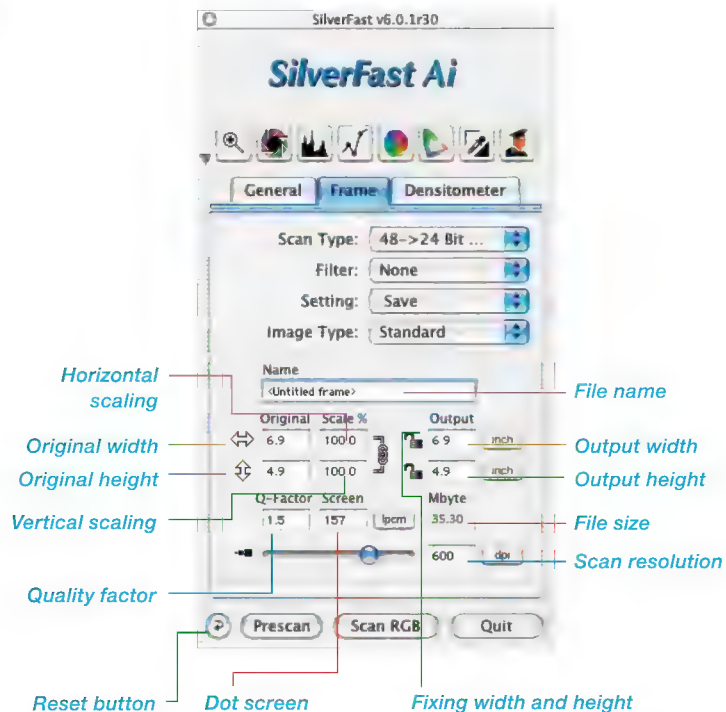 SilverFast v6.0.1r30
SilverFast Ai
General Frame Densitometer
Scan Type: 48->24 Bit ...
Filter: None
Setting: Save
Image Type: Standard
Name
<Untitled frame>
Horizontal
scaling
File name
Original Scale % Output
Original width 6.9 100.0 6.9 inch Output width
Original height 4.9 100.0 4.9 inch Output height
Vertical scaling
Q-Factor Screen Mbyte
1.5 157 lpcm 35.30 File size
600 dpi Scan resolution
Quality factor
Prescan Scan RGB Quit
Reset button Dot screen Fixing width and height